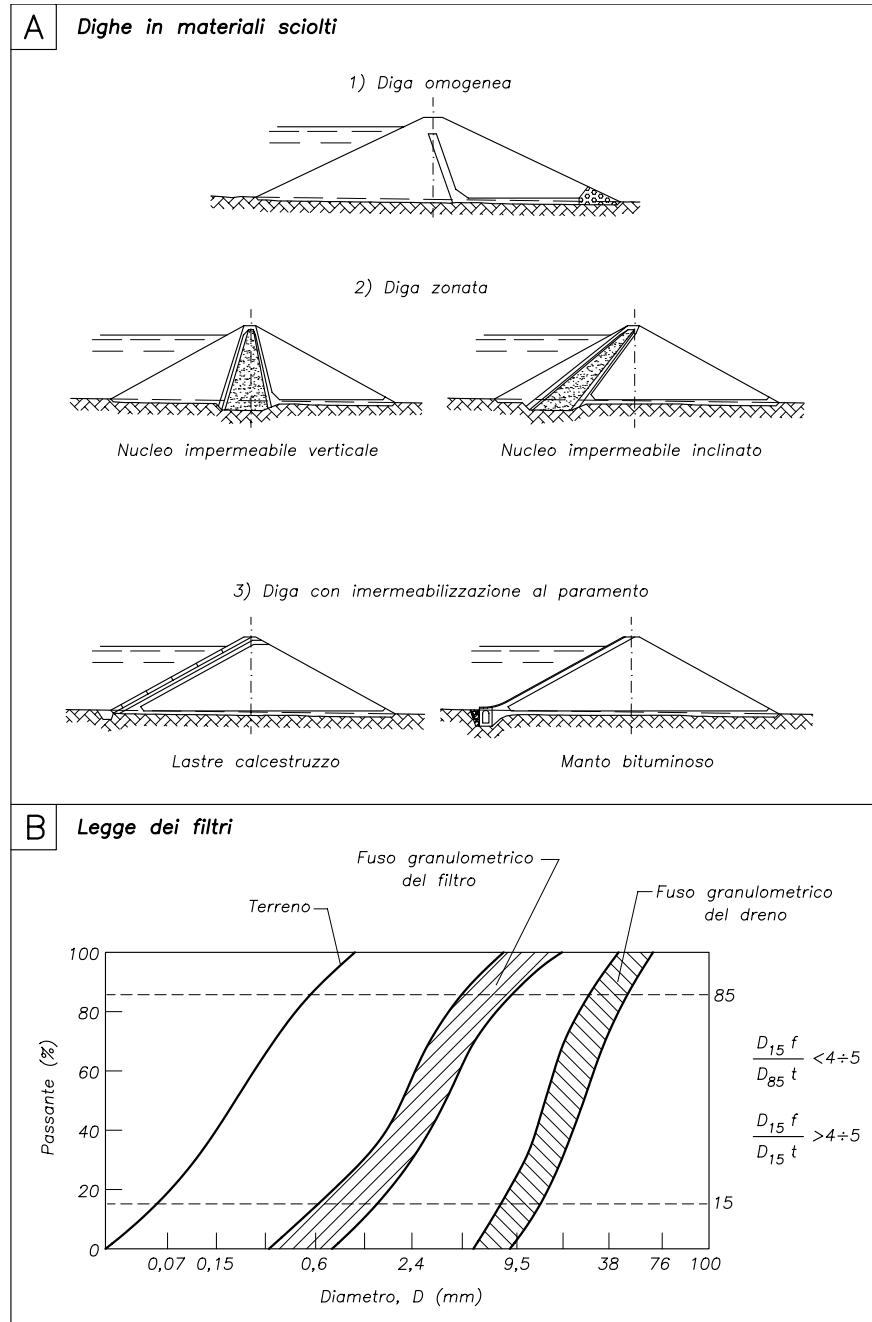 A
Dighe in materiali sciolti
1) Diga omogenea
2) Diga zonata
Nucleo impermeabile verticale
Nucleo impermeabile inclinato
3) Diga con imermeabilizzazione al paramento
Lastre calcestruzzo
Manto bituminoso
B
Legge dei filtri
Fuso granulometrico
del filtro
Fuso granulometrico
del dreno
Terreno
Passante (%)
100
80
60
40
20
0
85
15
D15 f / D85 t <4÷5
D15 f / D15 t >4÷5
0,07 0,15 0,6 2,4 9,5 38 76 100
Diametro, D (mm)